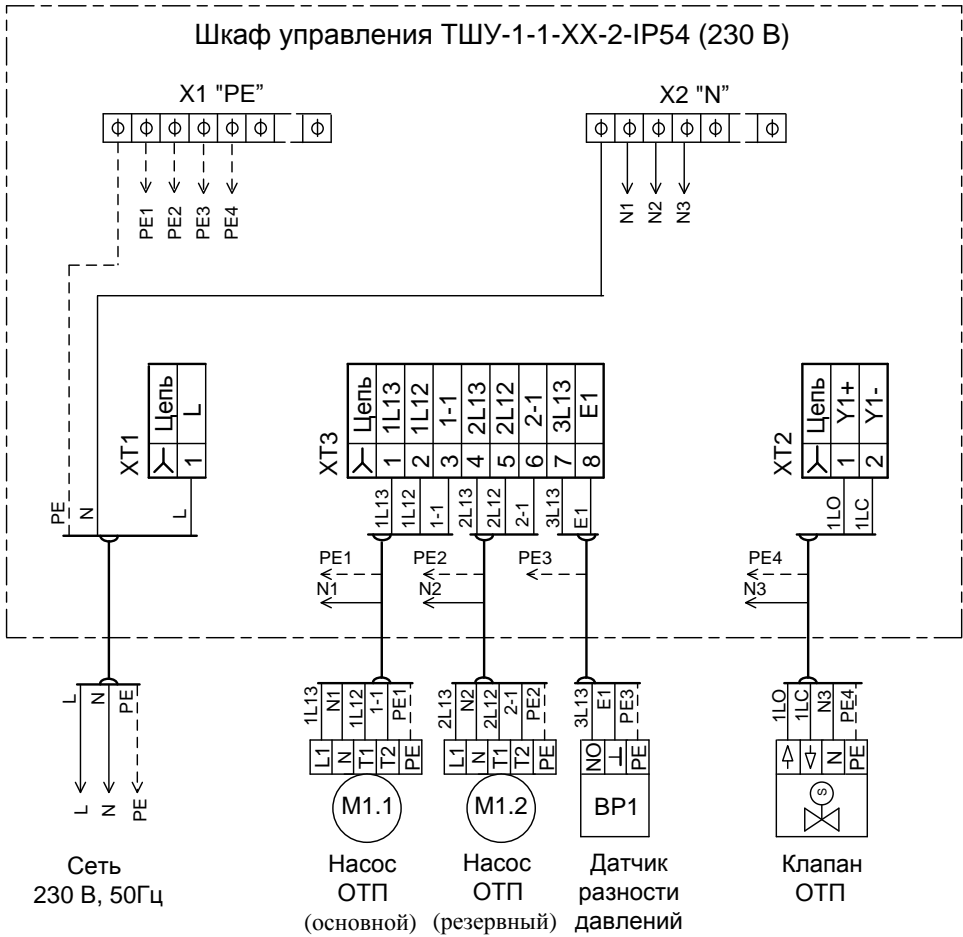 Шкаф управления ТШУ-1-1-XX-2-IP54 (230 В)
X1 "PE”
X2 "N”
PE1
PE2
PE3
PE4
N1
N2
N3
XT1
Цепь
1
L
XT3
Цепь
1
1L13
2
1L12
3
1-1
4
2L13
5
2L12
6
2-1
7
3L13
8
E1
XT2
Цепь
1
Y1+
2
Y1-
PE
N
L
1L13
1L12
1-1
2L13
2L12
2-1
3L13
E1
1LO
1LC
PE1
N1
PE2
N2
PE3
PE4
N3
L
N
PE
1L13
N1
1L12
1-1
PE1
2L13
N2
2L12
2-1
PE2
3L13
E1
PE3
1LO
1LC
N3
PE4
L1
N
T1
T2
PE
L1
N
T1
T2
PE
NO
PE
N
PE
M1.1
M1.2
BP1
S
L
N
PE
Сеть
230 В, 50Гц
Насос
ОТП
(основной)
Насос
ОТП
(резервный)
Датчик
разности
давлений
Клапан
ОТП